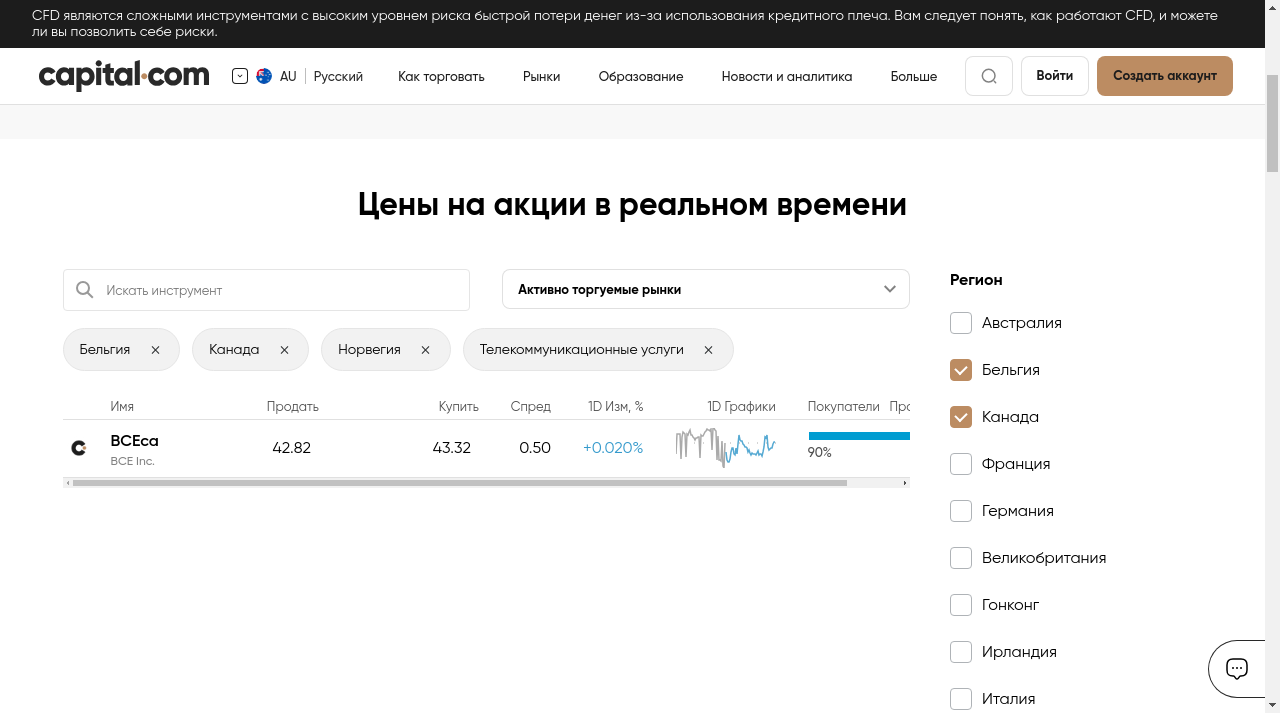 CFD являются сложными инструментами с высоким уровнем риска быстрой потери денег из-за использования кредитного плеча. Вам следует понять, как работают CFD, и можете
ли вы позволить себе риски.
capital.com AU Русский Как торговать Рынки Образование Новости и аналитика Больше Войти Создать аккаунт
Цены на акции в реальном времени
Искать инструмент
Активно торгуемые рынки
Бельгия Канада Норвегия Телекоммуникационные услуги
Имя Продать Купить Спред 1D Изм, % 1D Графики Покупатели Про
BCEca 42.82 43.32 0.50 +0.020%
BCE Inc. 90%
Регион
Австралия
Бельгия
Канада
Франция
Германия
Великобритания
Гонконг
Ирландия
Италия